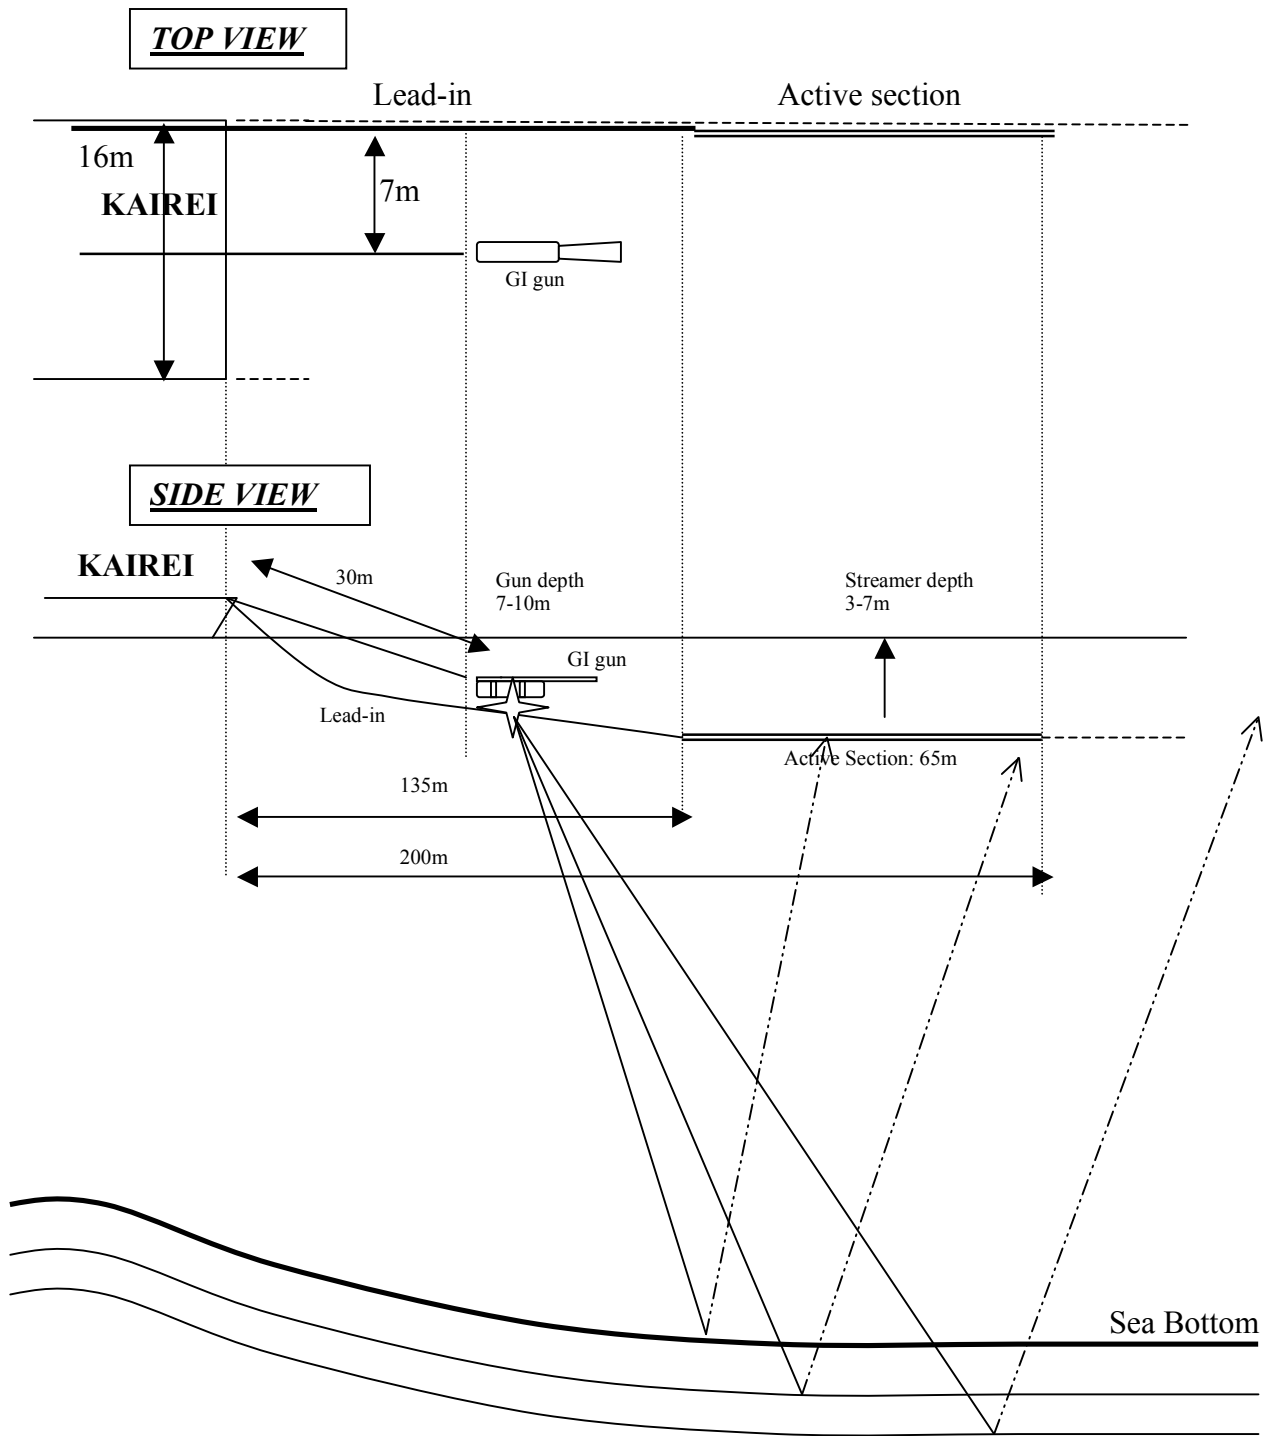 TOP VIEW
Lead-in
Active section
16m
7m
KAIREI
GI gun
SIDE VIEW
KAIREI
30m
Gun depth
7-10m
Streamer depth
3-7m
GI gun
Lead-in
Active Section: 65m
135m
200m
Sea Bottom